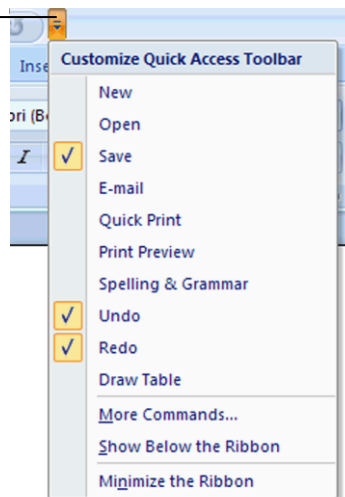 Inse
Customize Quick Access Toolbar
New
ori (B
Open
I
Save
E-mail
Quick Print
Print Preview
Spelling & Grammar
Undo
Redo
Draw Table
More Commands...
Show Below the Ribbon
Minimize the Ribbon